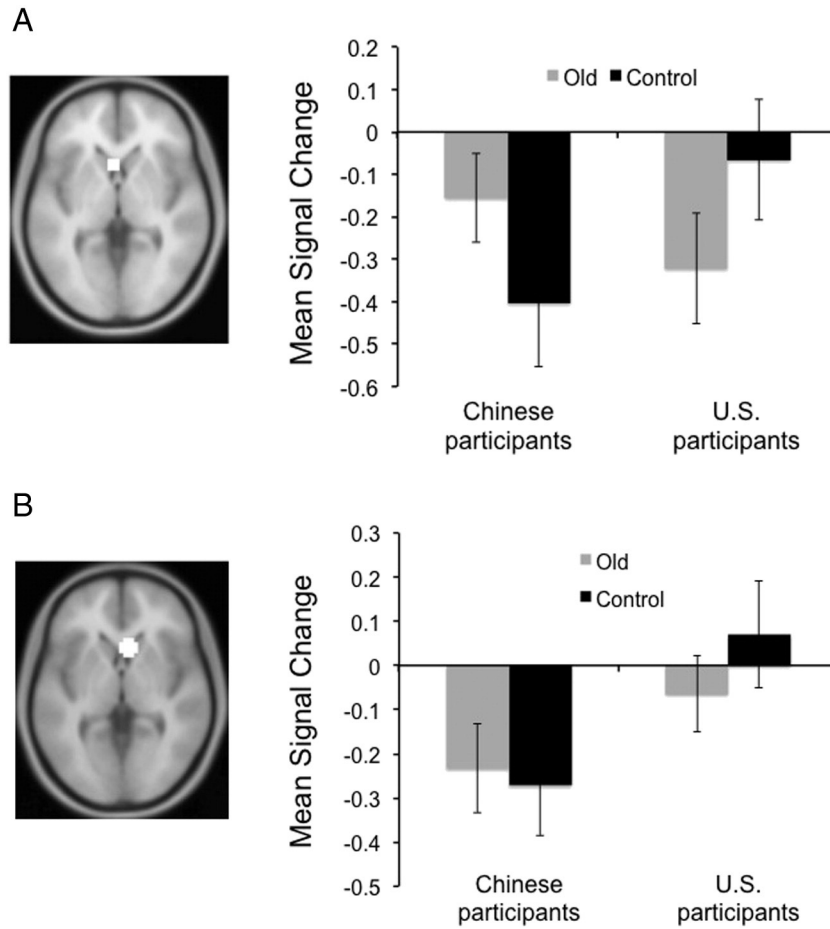 A
Mean Signal Change
0.2
0.1
0
-0.1
-0.2
-0.3
-0.4
-0.5
-0.6
Old Control
Chinese participants
U.S. participants
B
Mean Signal Change
0.3
0.2
0.1
0
-0.1
-0.2
-0.3
-0.4
-0.5
Old
Control
Chinese participants
U.S. participants